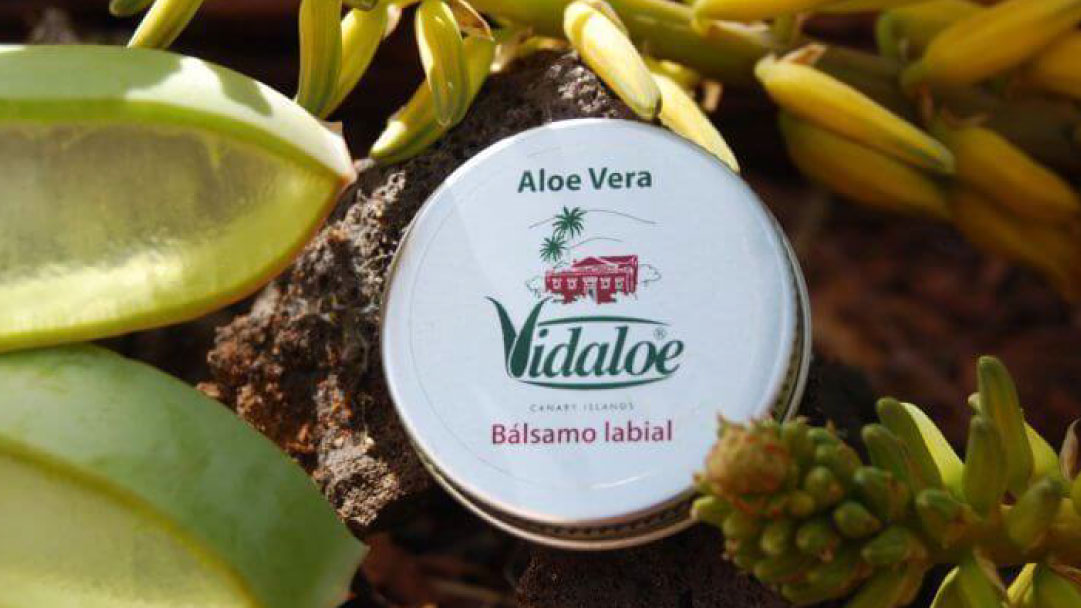 Aloe Vera
Vidaloe®
CANARY ISLANDS
Bálsamo labial